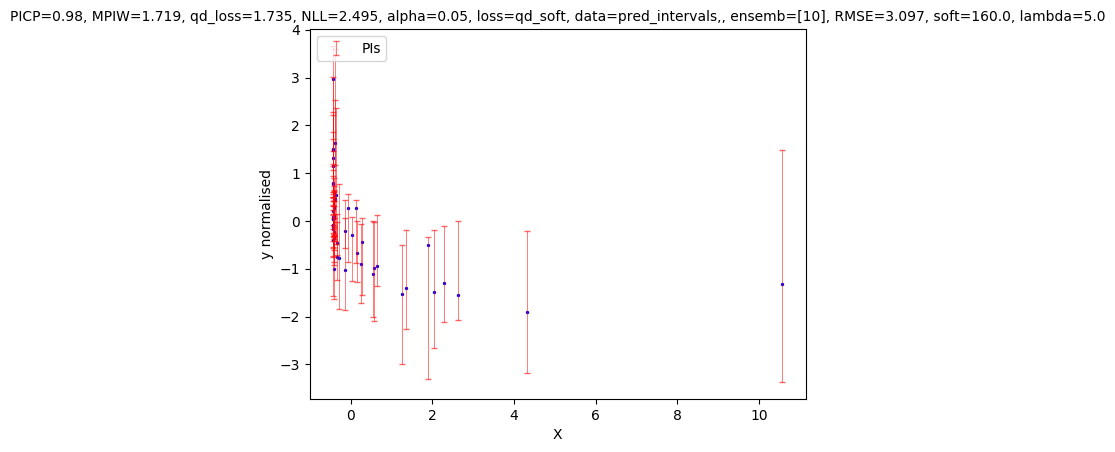 PICP=0.98, MPIW=1.719, qd_loss=1.735, NLL=2.495, alpha=0.05, loss=qd_soft, data=pred_intervals,, ensemb=[10], RMSE=3.097, soft=160.0, lambda=5.0
PIs
4
3
2
1
0
−1
−2
−3
y normalised
0 2 4 6 8 10
X